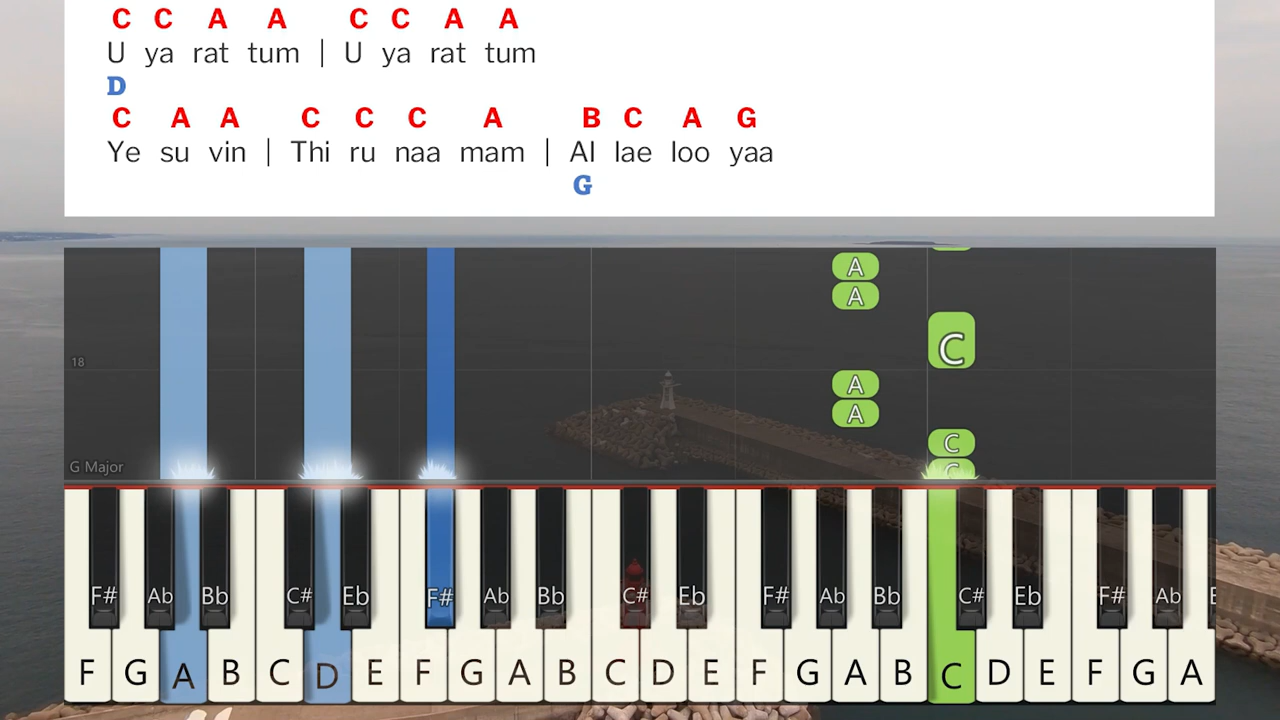 C C A A C C A A
U ya rat tum | U ya rat tum
D
C A A C C C A B C A G
Ye su vin | Thi ru naa mam | Al lae loo yaa
G
A
A
C
18
A
A
C
G Major
C
F# Ab Bb C# Eb F# Ab Bb C# Eb F# Ab Bb C# Eb F# Ab
F G A B C D E F G A B C D E F G A B C D E F G A